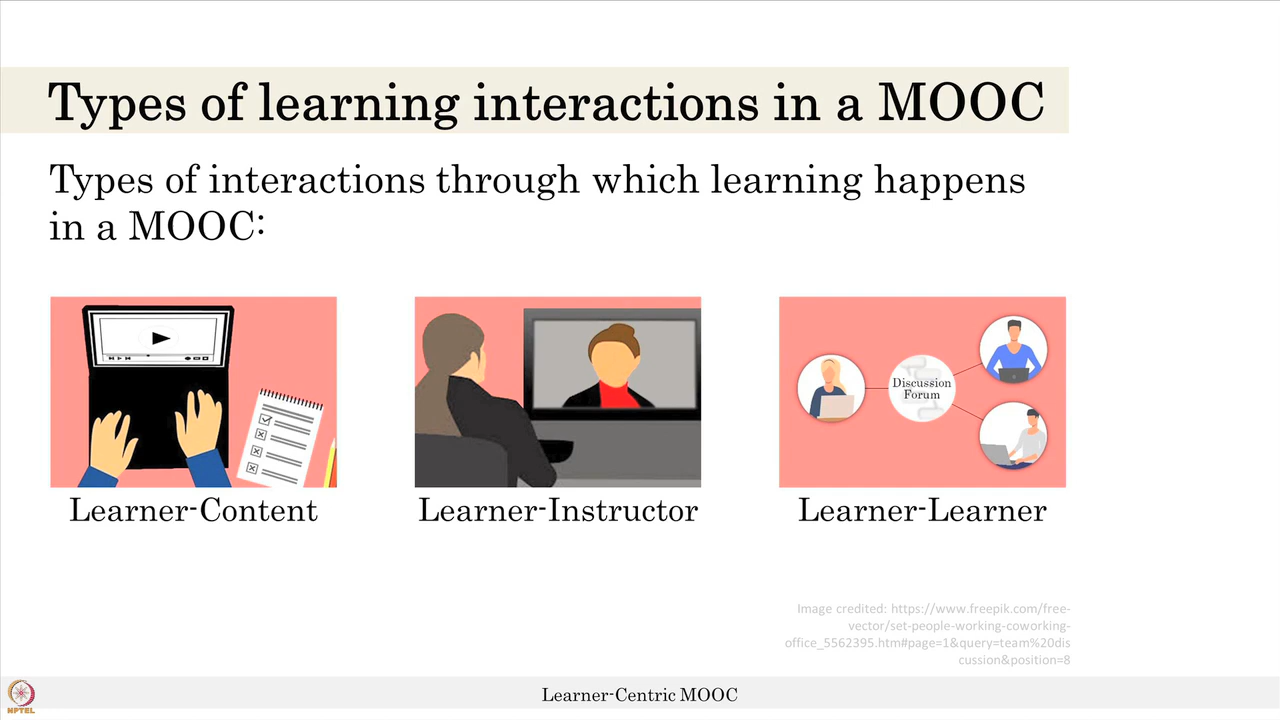 Types of learning interactions in a MOOC
Types of interactions through which learning happens
in a MOOC:
Discussion
Forum
Learner-Content
Learner-Instructor
Learner-Learner
Image credited: https://www.freepik.com/free-
vector/set-people-working-coworking-
office_5562395.htm#page=1&query=team%20dis
cussion&position=8
Learner-Centric MOOC
NPTEL